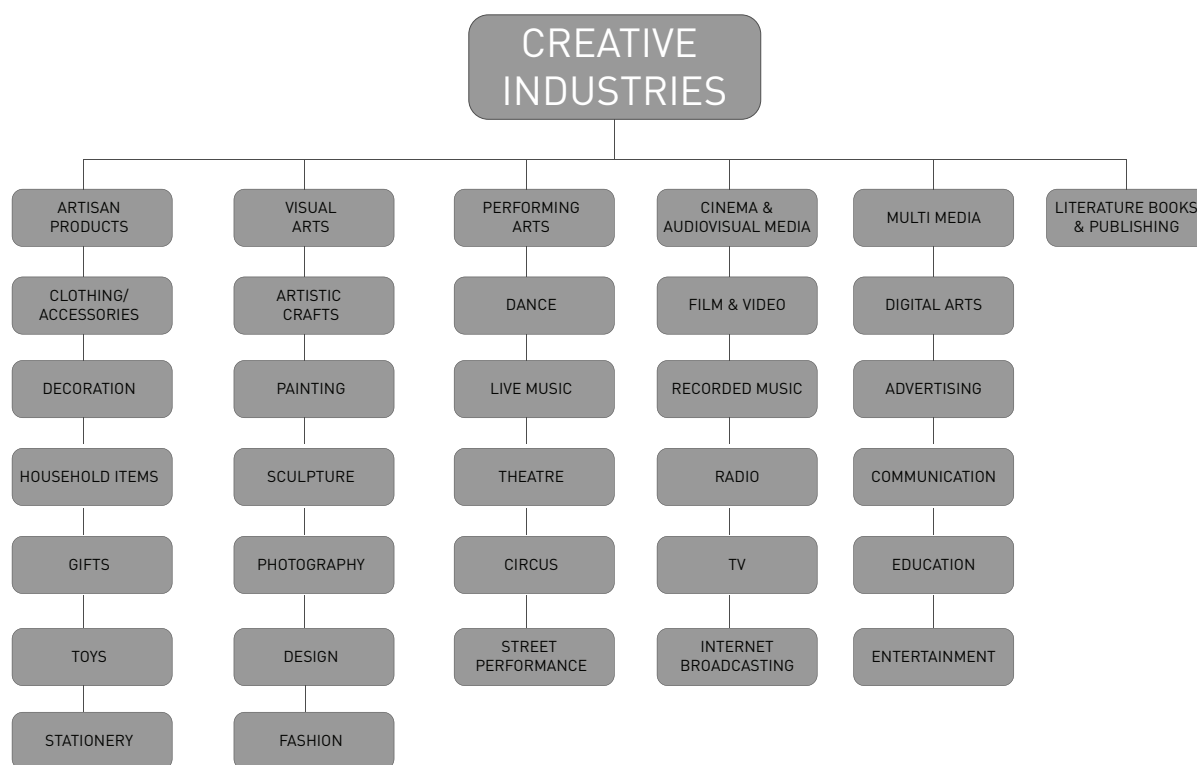 CREATIVE
INDUSTRIES
ARTISAN
PRODUCTS
VISUAL
ARTS
PERFORMING
ARTS
CINEMA &
AUDIOVISUAL MEDIA
MULTI MEDIA
LITERATURE BOOKS
& PUBLISHING
CLOTHING/
ACCESSORIES
ARTISTIC
CRAFTS
DANCE
FILM & VIDEO
DIGITAL ARTS
DECORATION
PAINTING
LIVE MUSIC
RECORDED MUSIC
ADVERTISING
HOUSEHOLD ITEMS
SCULPTURE
THEATRE
RADIO
COMMUNICATION
GIFTS
PHOTOGRAPHY
CIRCUS
TV
EDUCATION
TOYS
DESIGN
STREET
PERFORMANCE
INTERNET
BROADCASTING
ENTERTAINMENT
STATIONERY
FASHION